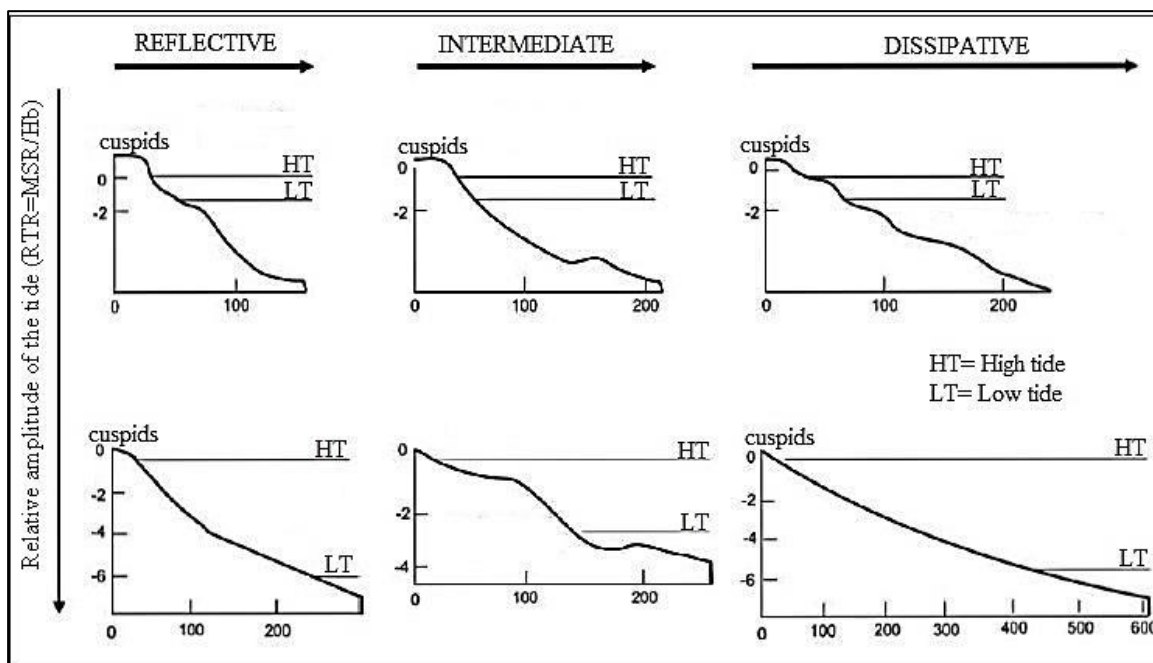 REFLECTIVE
INTERMEDIATE
DISSIPATIVE
Relative amplitude of the tide (RTR=MSR/Hb)
cuspids
HT
LT
0
-2
0
100
cuspids
HT
LT
0
-2
0
100
200
cuspids
HT
LT
0
-2
0
100
200
HT= High tide
LT= Low tide
cuspids
HT
LT
0
-2
-4
-6
0
100
200
HT
LT
0
-2
-4
0
100
200
cuspids
HT
LT
0
-2
-4
-6
0
100
200
300
400
500
600